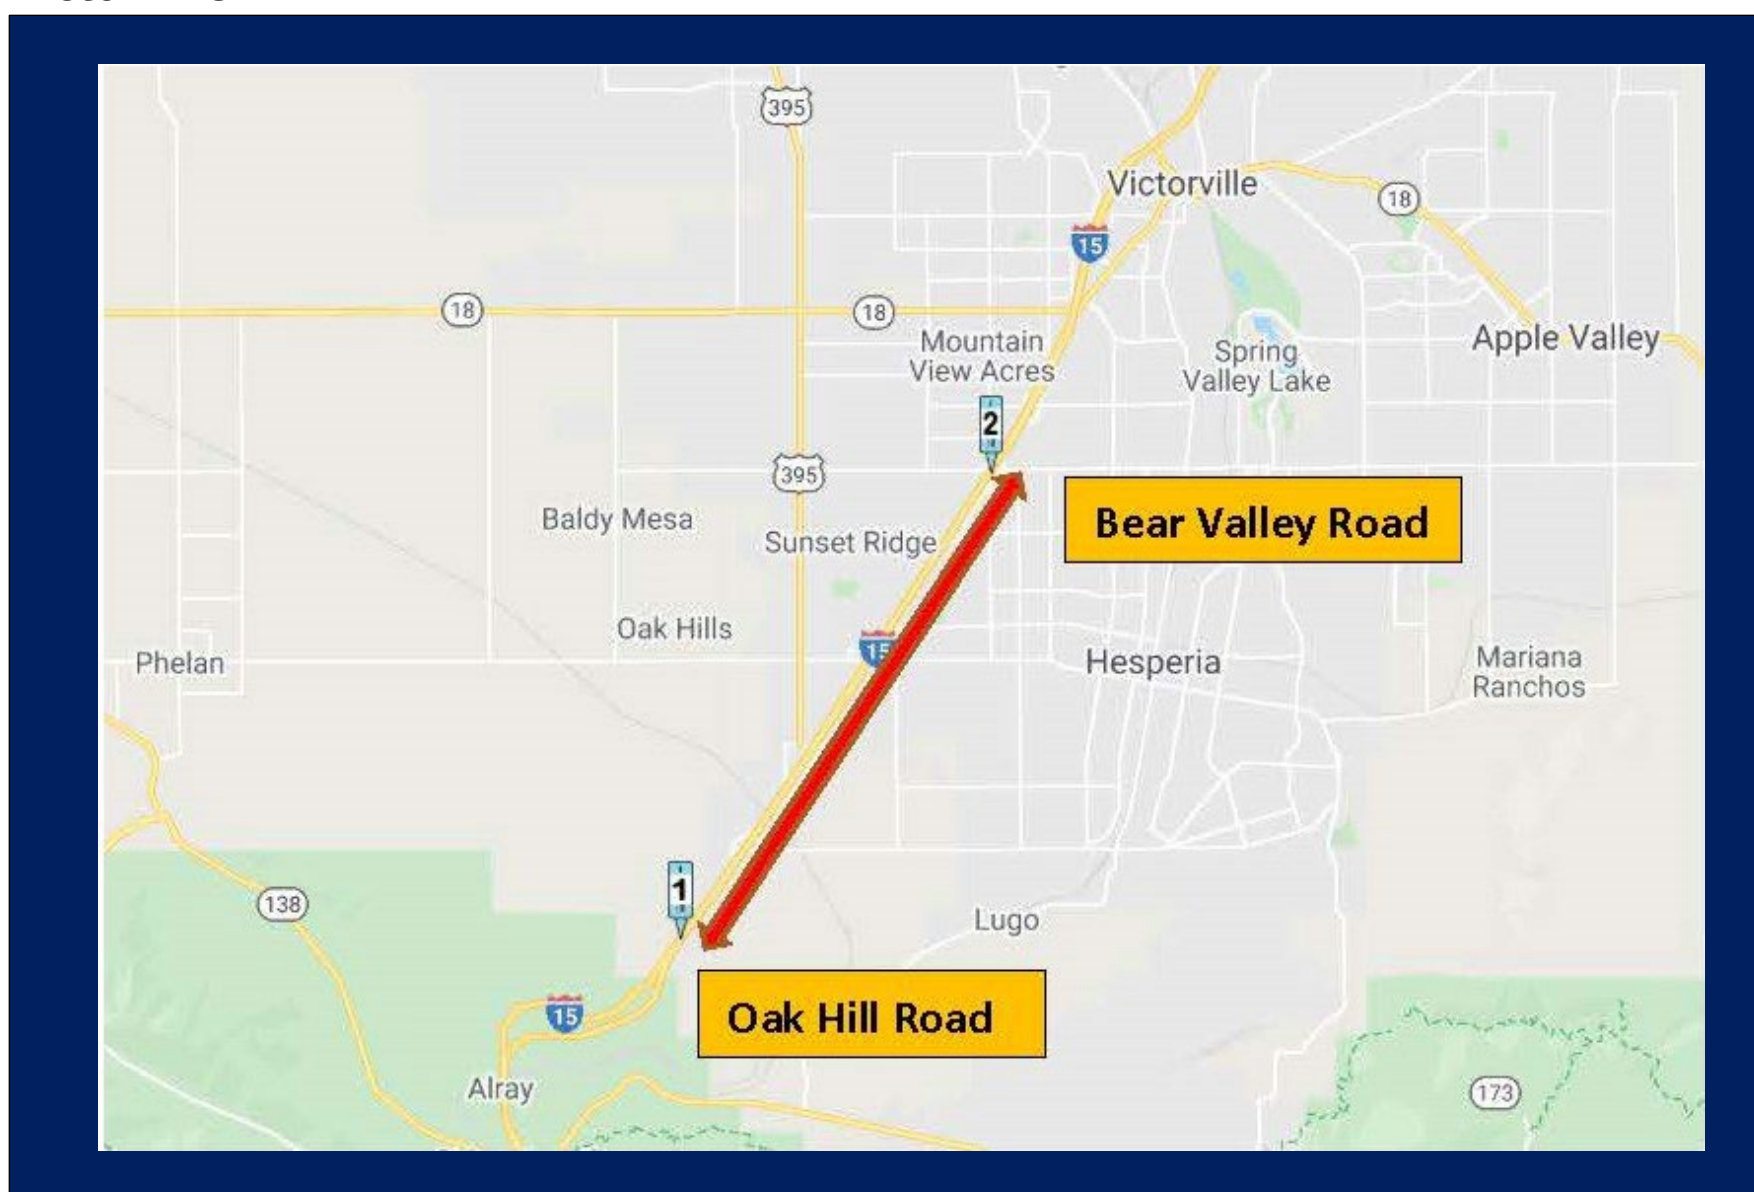 395
Victorville
18
15
18
18
Mountain
View Acres
Spring
Valley Lake
Apple Valley
2
395
Bear Valley Road
Baldy Mesa
Sunset Ridge
Oak Hills
15
Phelan
Hesperia
Mariana
Ranchos
1
138
Lugo
15
Oak Hill Road
Alray
173